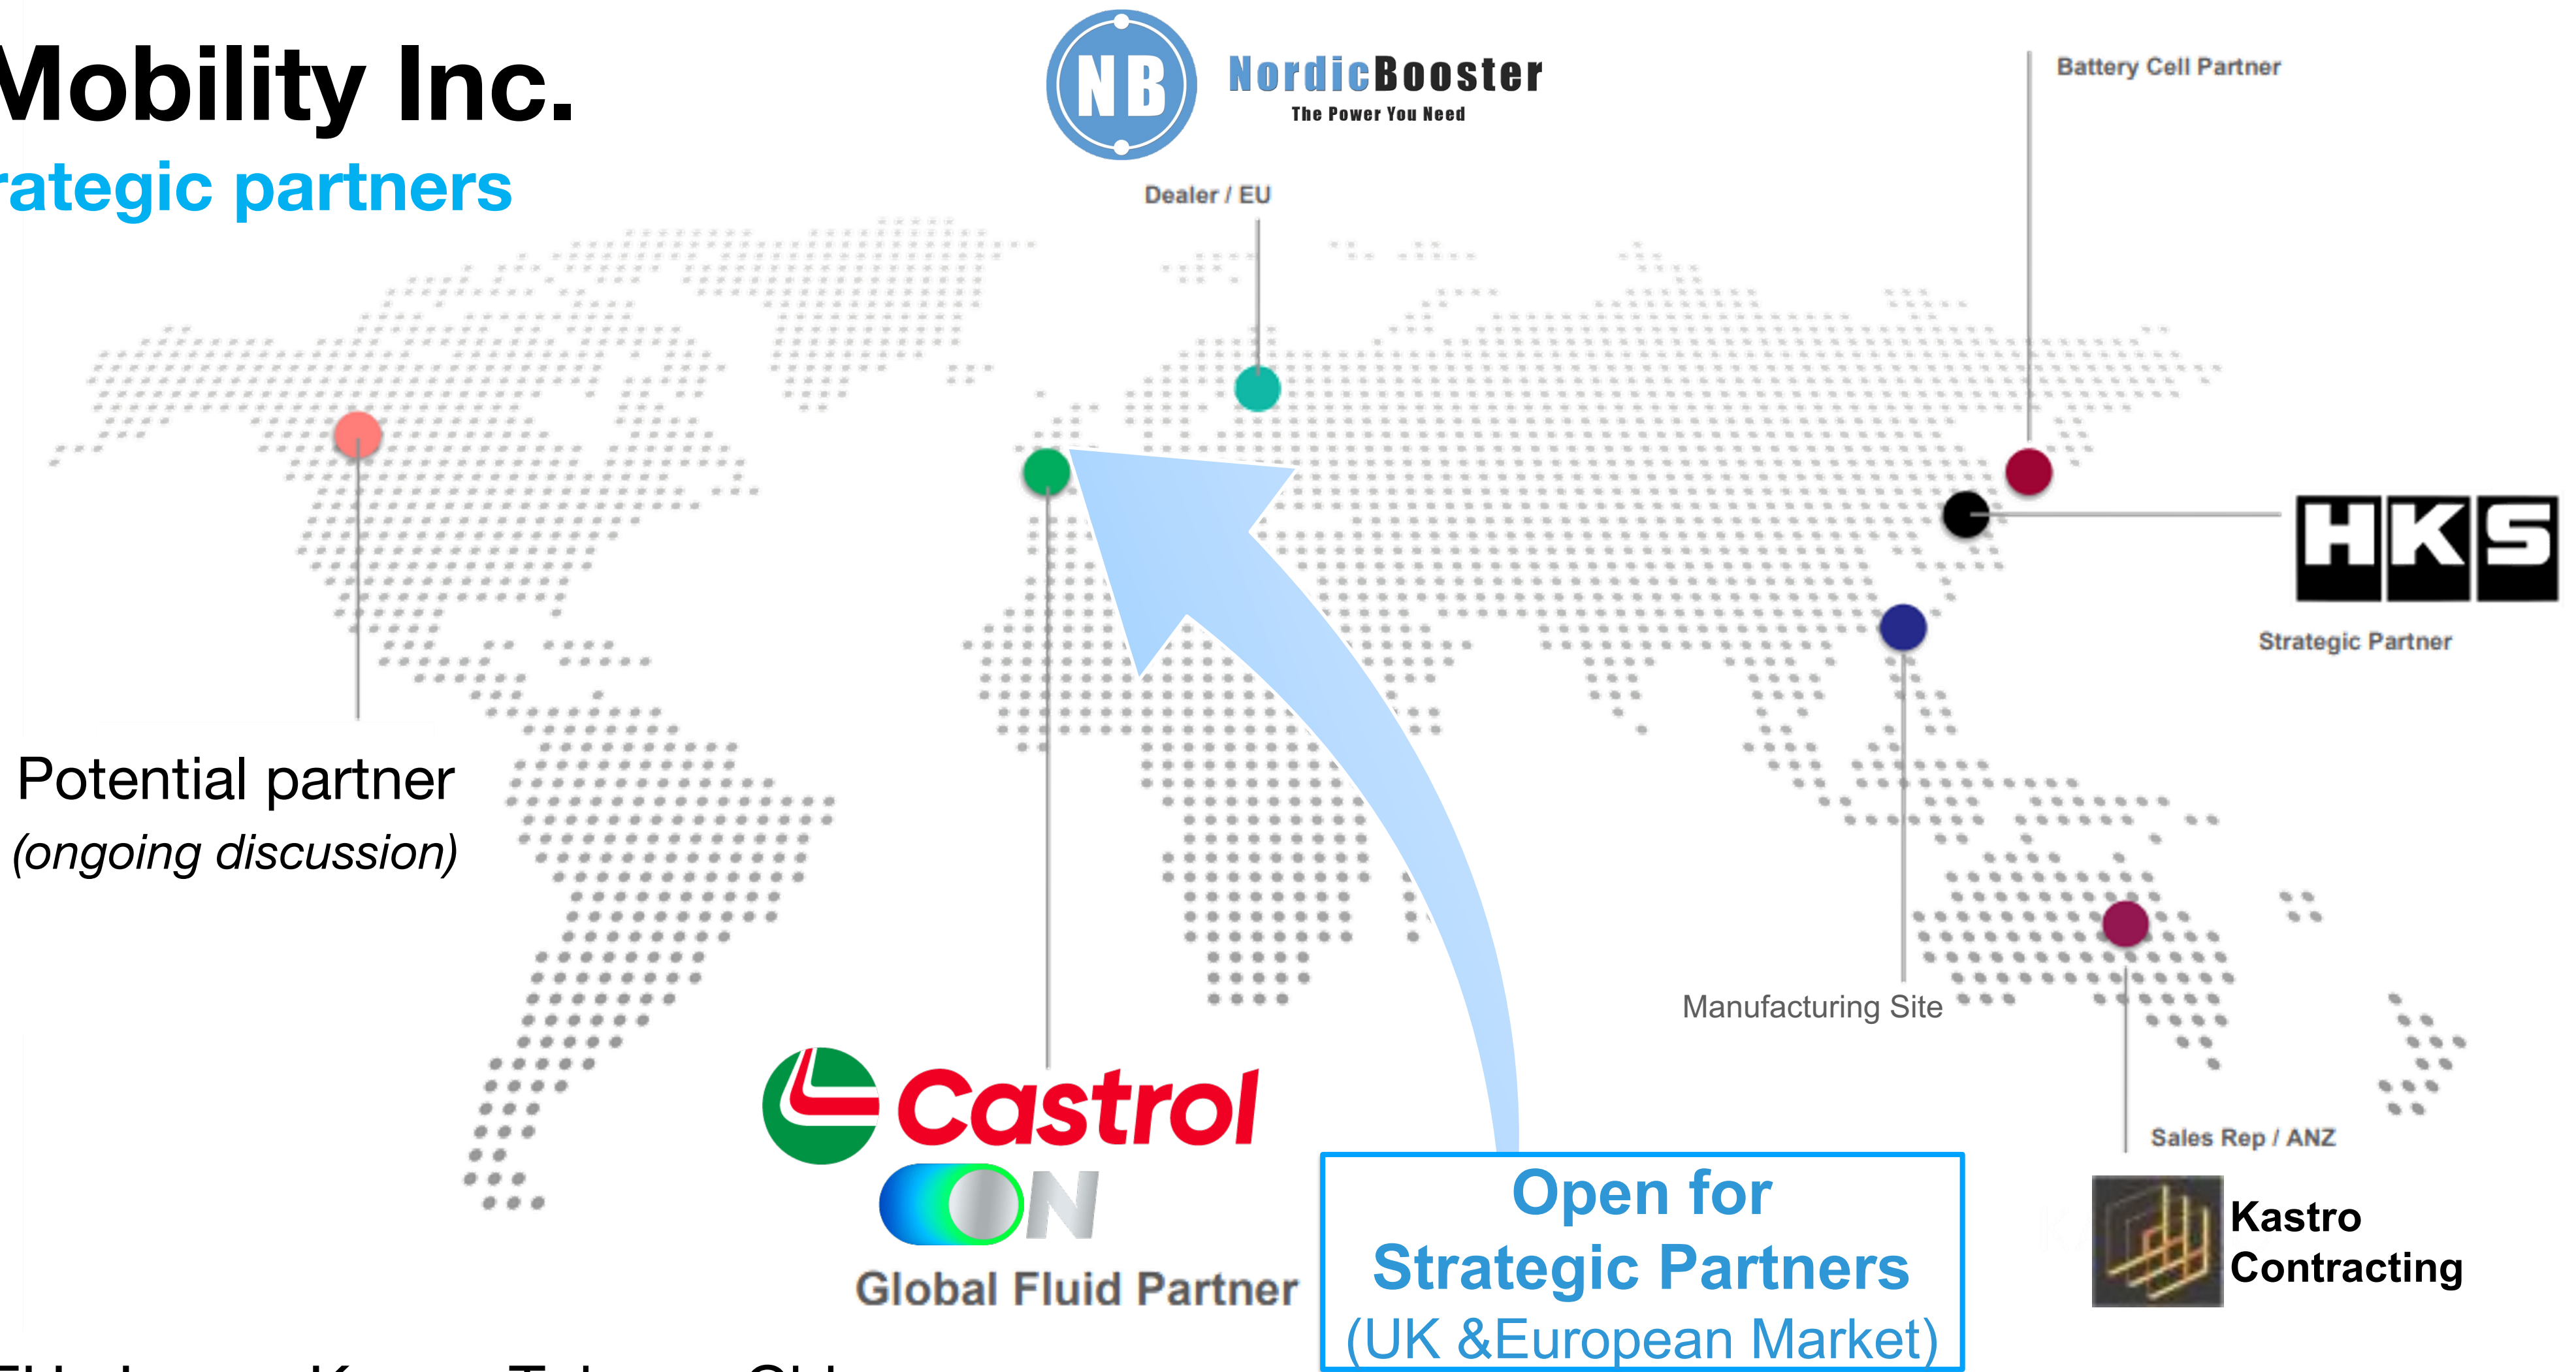 Mobility Inc.
rategic partners
NB
NordicBooster
The Power You Need
Dealer / EU
Battery Cell Partner
HKS
Strategic Partner
Potential partner
(ongoing discussion)
Manufacturing Site
Castrol
ON
Global Fluid Partner
Open for
Strategic Partners
(UK &European Market)
Sales Rep / ANZ
Kastro
Contracting